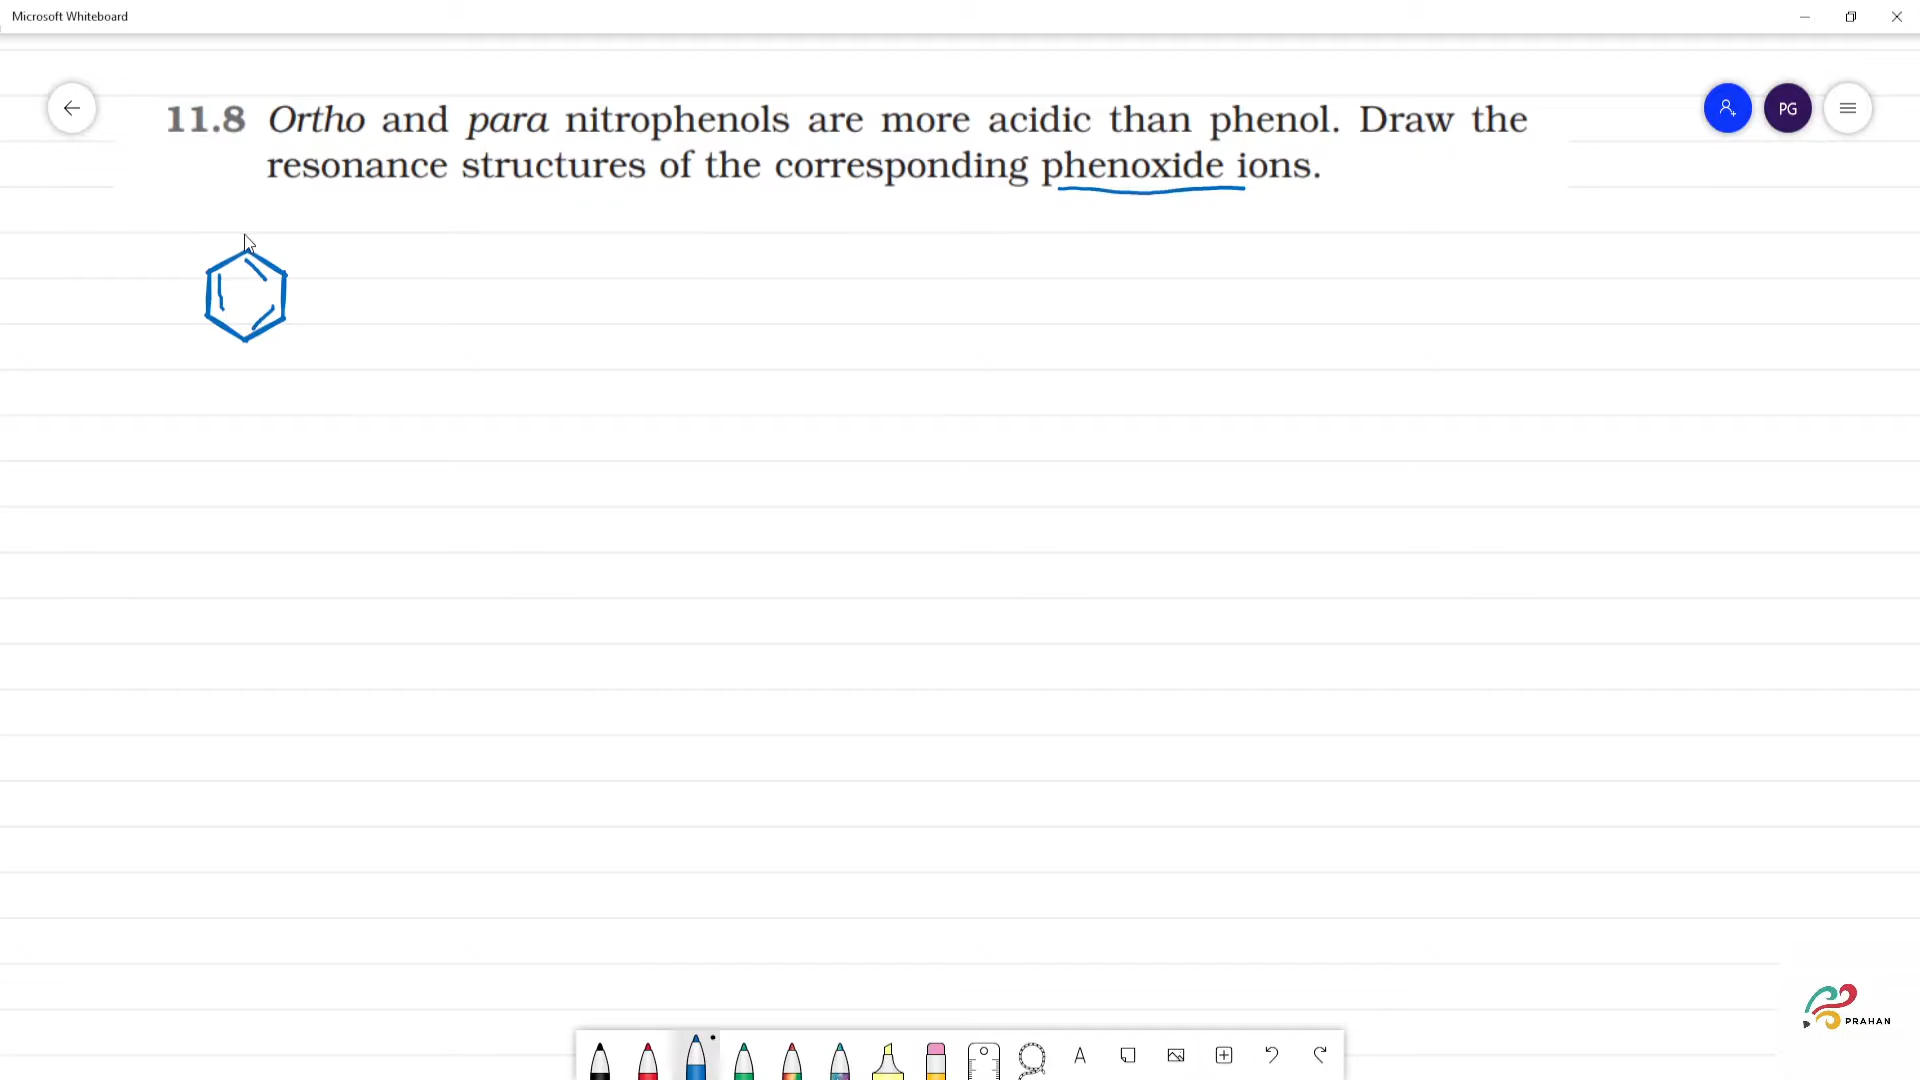 Microsoft Whiteboard
11.8 Ortho and para nitrophenols are more acidic than phenol. Draw the
resonance structures of the corresponding phenoxide ions.
PG
PRAHAN
A